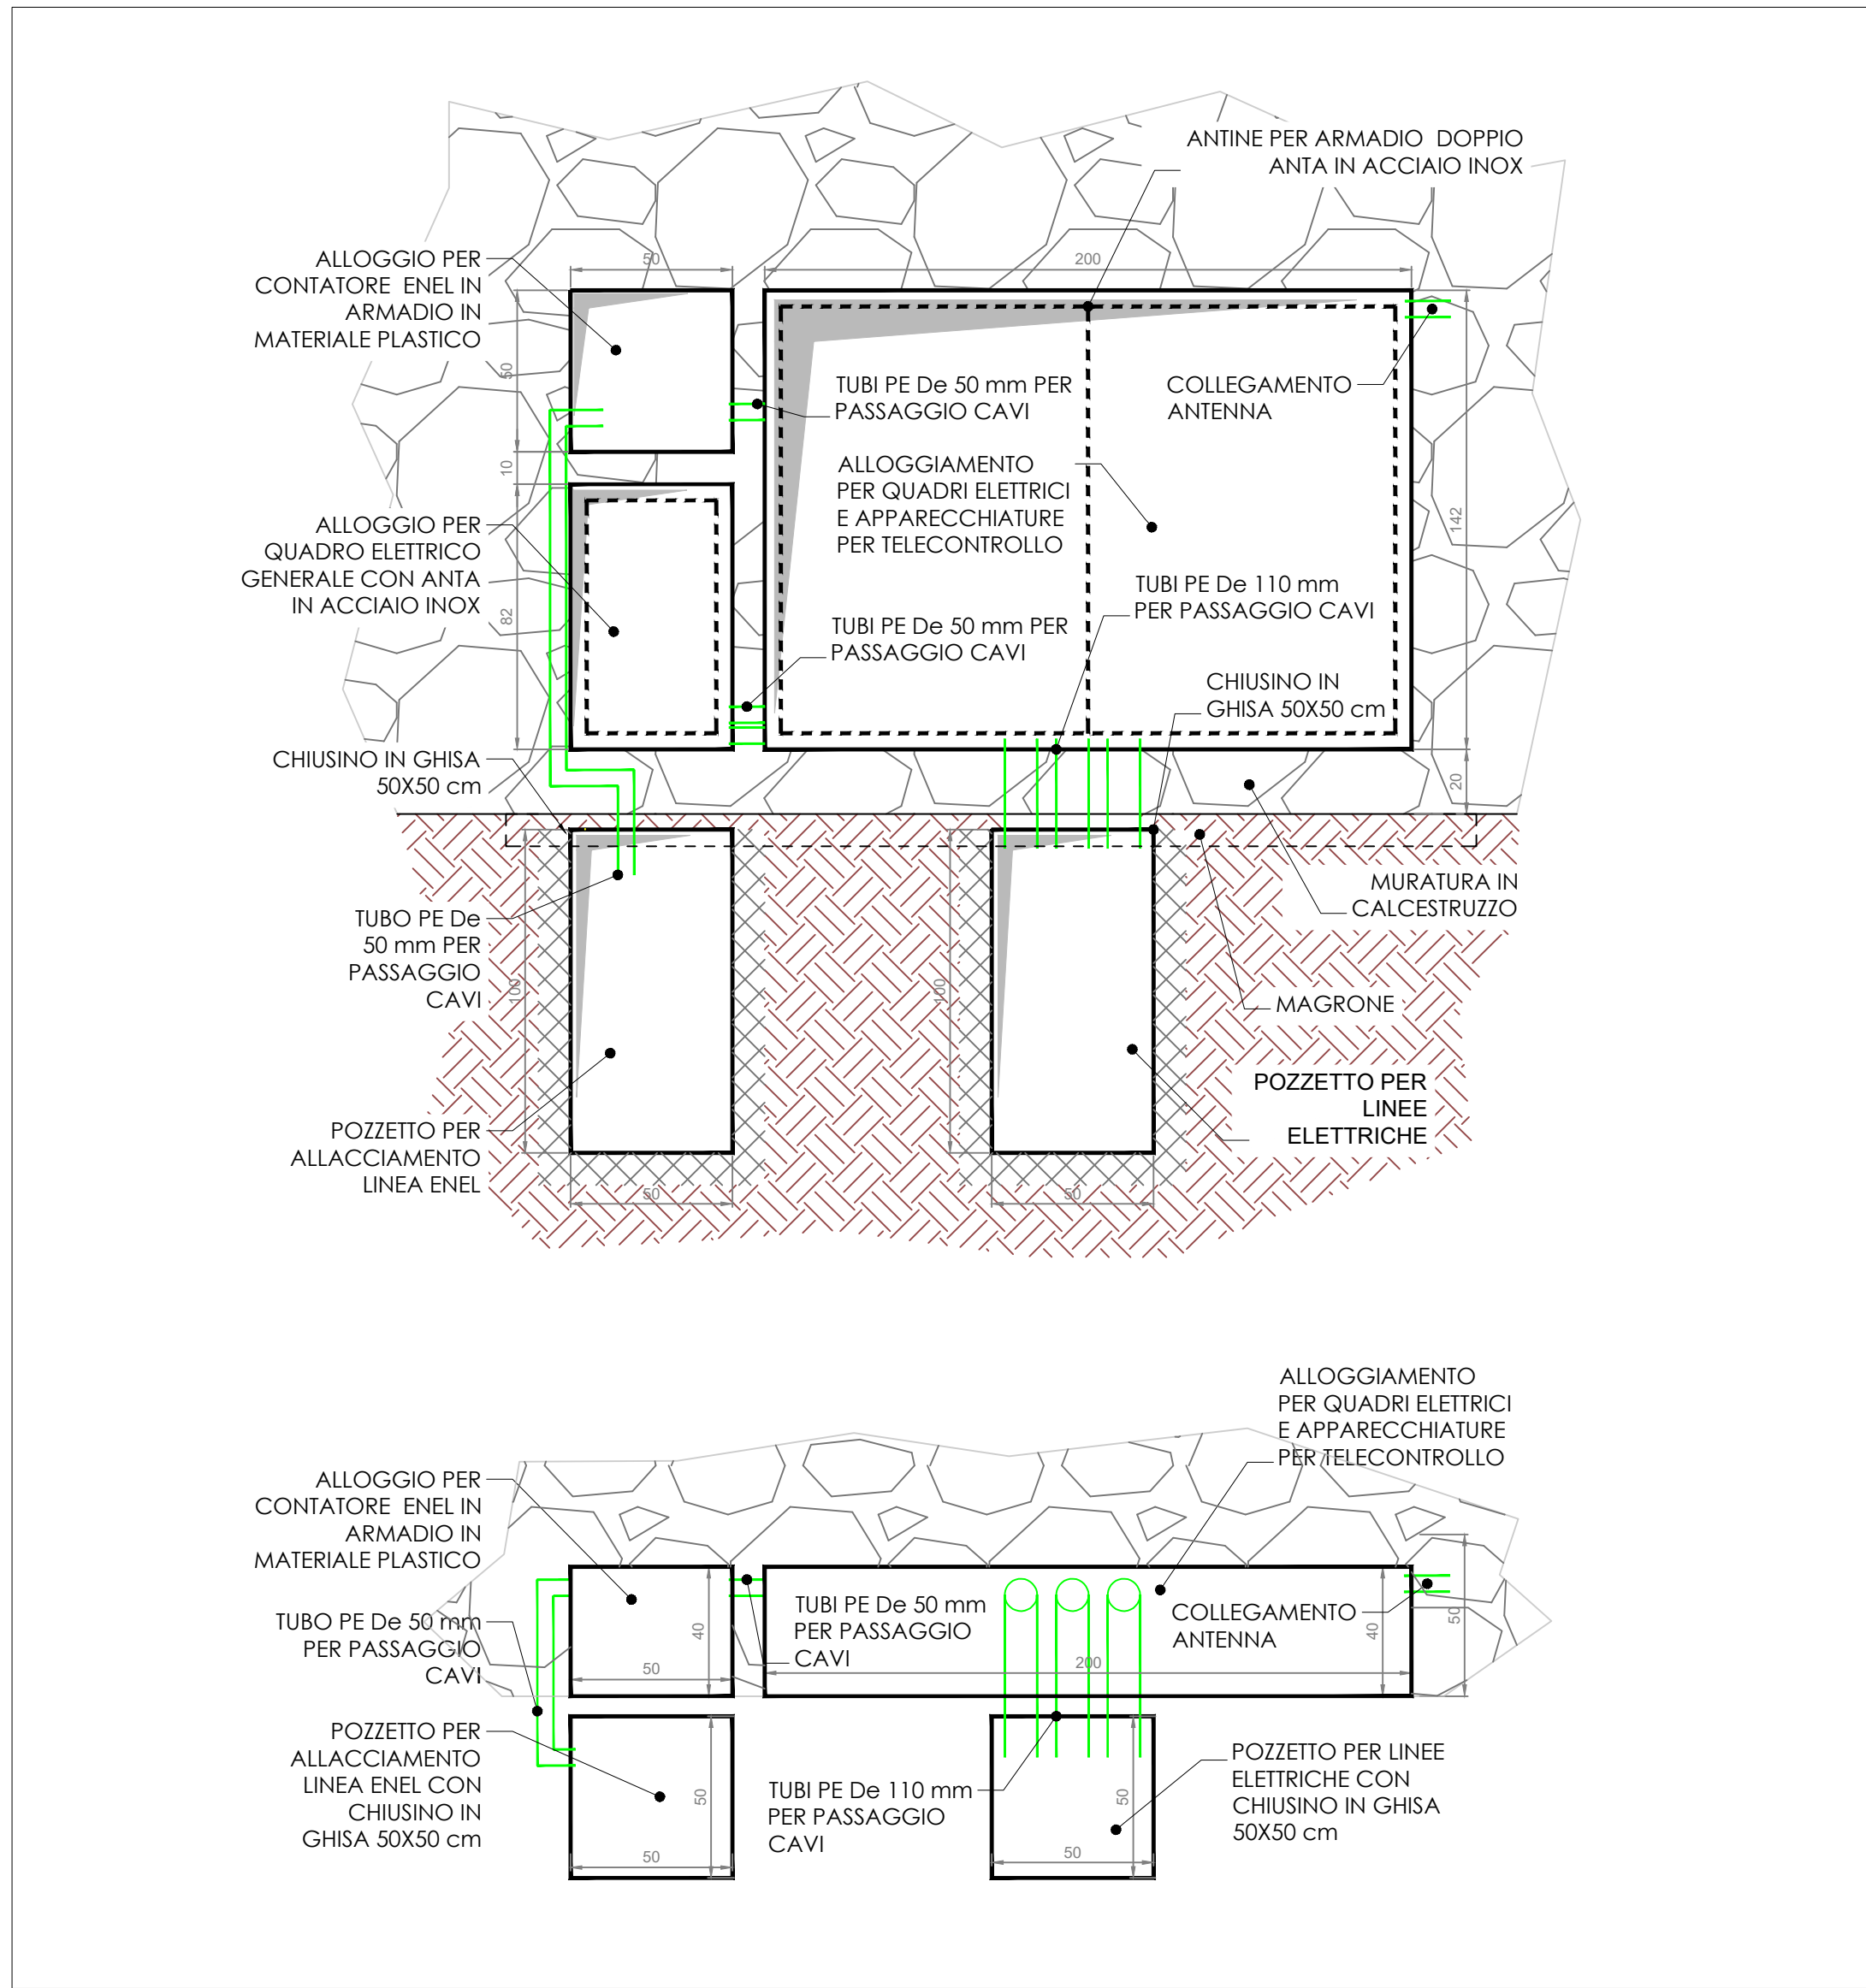 ANTINE PER ARMADIO  DOPPIO
ANTA IN ACCIAIO INOX
ALLOGGIO PER
CONTATORE  ENEL IN
ARMADIO IN
MATERIALE PLASTICO
50
200
50
10
82
142
20
TUBI PE De 50 mm PER
PASSAGGIO CAVI
COLLEGAMENTO
ANTENNA
ALLOGGIAMENTO
PER QUADRI ELETTRICI
E APPARECCHIATURE
PER TELECONTROLLO
ALLOGGIO PER
QUADRO ELETTRICO
GENERALE CON ANTA
IN ACCIAIO INOX
TUBI PE De 110 mm
PER PASSAGGIO CAVI
TUBI PE De 50 mm PER
PASSAGGIO CAVI
CHIUSINO IN
GHISA 50X50 cm
CHIUSINO IN GHISA
50X50 cm
MURATURA IN
CALCESTRUZZO
TUBO PE De
50 mm PER
PASSAGGIO
CAVI
100
100
MAGRONE
POZZETTO PER
LINEE
ELETTRICHE
POZZETTO PER
ALLACCIAMENTO
LINEA ENEL
50
50
ALLOGGIAMENTO
PER QUADRI ELETTRICI
E APPARECCHIATURE
PER TELECONTROLLO
ALLOGGIO PER
CONTATORE  ENEL IN
ARMADIO IN
MATERIALE PLASTICO
TUBO PE De 50 mm
PER PASSAGGIO
CAVI
TUBI PE De 50 mm
PER PASSAGGIO
CAVI
COLLEGAMENTO
ANTENNA
40
50
200
40
50
POZZETTO PER
ALLACCIAMENTO
LINEA ENEL CON
CHIUSINO IN
GHISA 50X50 cm
50
50
TUBI PE De 110 mm
PER PASSAGGIO
CAVI
50
50
POZZETTO PER LINEE
ELETTRICHE CON
CHIUSINO IN GHISA
50X50 cm